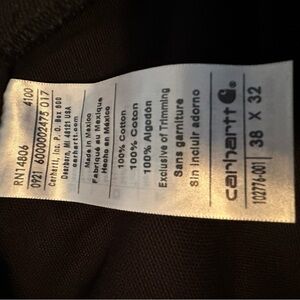 carhartt
102776-001 38 X 32
100% Cotton
100% Coton
100% Algodón
Exclusive of Trimming
Sans garniture
Sin incluir adorno
Made in Mexico
Fabriqué au Mexique
Hecho en México
RN14806 4100
0921 6000002475 017
Carhartt, Inc. P.O. Box 600
Dearborn, MI 48121 USA
carhartt.com